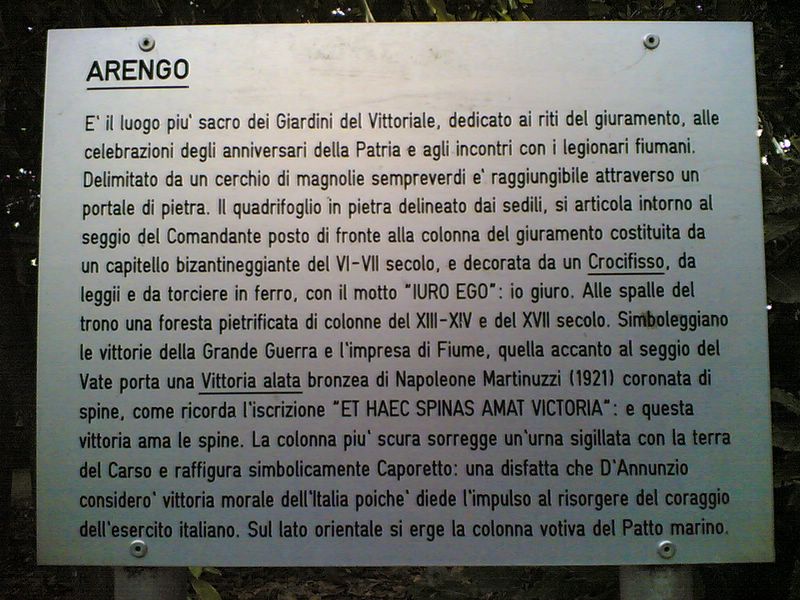 ARENGO
E' il luogo piu' sacro dei Giardini del Vittoriale, dedicato ai riti del giuramento, alle
celebrazioni degli anniversari della Patria e agli incontri con i legionari fiumani.
Delimitato da un cerchio di magnolie sempreverdi e' raggiungibile attraverso un
portale di pietra. Il quadrifoglio in pietra delineato dai sedili, si articola intorno al
seggio del Comandante posto di fronte alla colonna del giuramento costituita da
un capitello bizantineggiante del VI-VII secolo, e decorata da un Crocifisso, da
leggii e da torciere in ferro, con il motto "IURO EGO": io giuro. Alle spalle del
trono una foresta pietrificata di colonne del XIII-XIV e del XVII secolo. Simboleggiano
le vittorie della Grande Guerra e l'impresa di Fiume, quella accanto al seggio del
Vate porta una Vittoria alata bronzea di Napoleone Martinuzzi (1921) coronata di
spine, come ricorda l'iscrizione "ET HAEC SPINAS AMAT VICTORIA": e questa
vittoria ama le spine. La colonna piu' scura sorregge un'urna sigillata con la terra
del Carso e raffigura simbolicamente Caporetto: una disfatta che D'Annunzio
considero' vittoria morale dell'Italia poiche' diede l'impulso al risorgere del coraggio
dell'esercito italiano. Sul lato orientale si erge la colonna votiva del Patto marino.